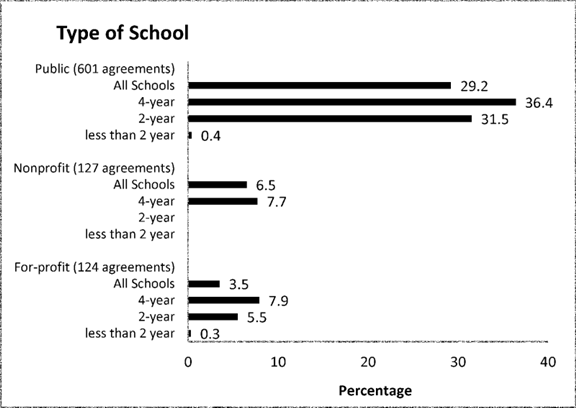 Type of School
Public (601 agreements)
All Schools 29.2
4-year 36.4
2-year 31.5
less than 2 year 0.4
Nonprofit (127 agreements)
All Schools 6.5
4-year 7.7
2-year
less than 2 year
For-profit (124 agreements)
All Schools 3.5
4-year 7.9
2-year 5.5
less than 2 year 0.3
0 10 20 30 40
Percentage